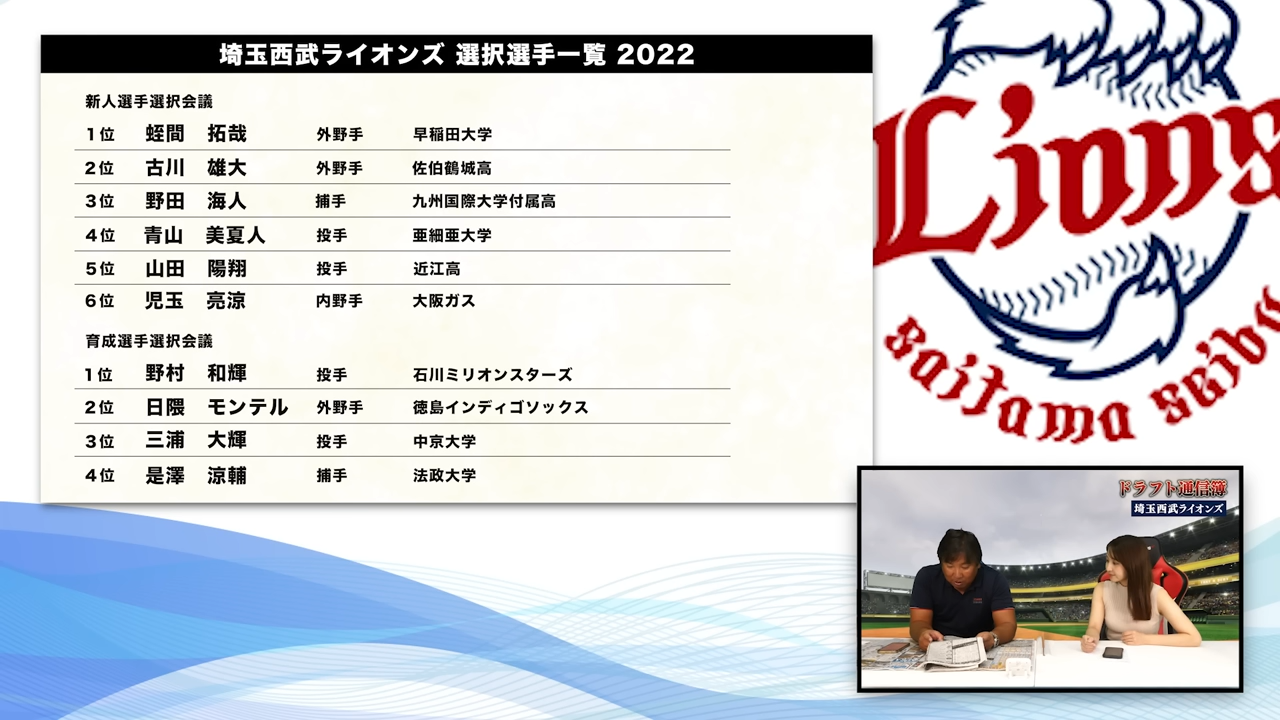 埼玉西武ライオンズ 選択選手一覧 2022
新人選手選択会議
1位 蛭間 拓哉 外野手 早稲田大学
2位 古川 雄大 外野手 佐伯鶴城高
3位 野田 海人 捕手 九州国際大学付属高
4位 青山 美夏人 投手 亜細亜大学
5位 山田 陽翔 投手 近江高
6位 児玉 亮涼 内野手 大阪ガス
育成選手選択会議
1位 野村 和輝 投手 石川ミリオンスターズ
2位 日隈 モンテル 外野手 徳島インディゴソックス
3位 三浦 大輝 投手 中京大学
4位 是澤 涼輔 捕手 法政大学
Lions
Saitama Seibu
ドラフト通信簿
埼玉西武ライオンズ